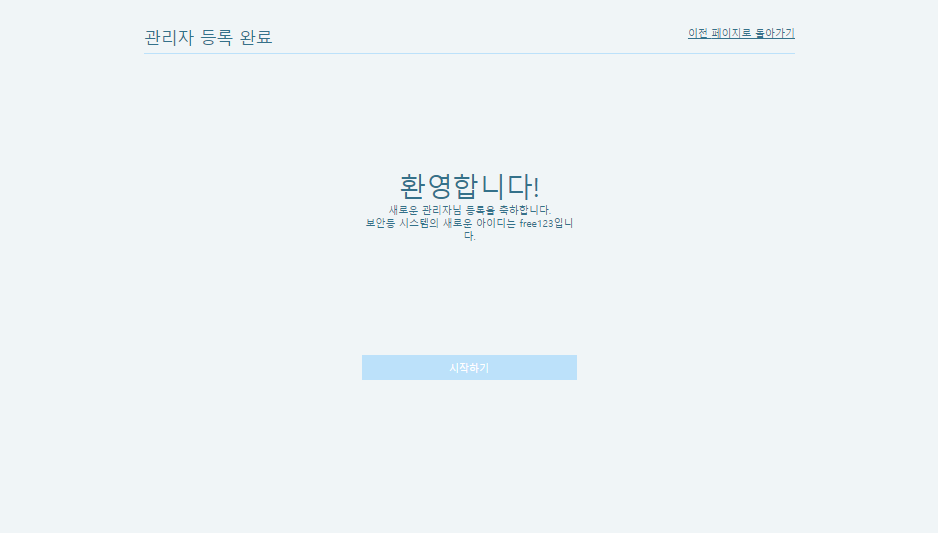 관리자 등록 완료
이전 페이지로 돌아가기
환영합니다!
새로운 관리자님 등록을 축하합니다.
보안등 시스템의 새로운 아이디는 free123입니
다.
시작하기